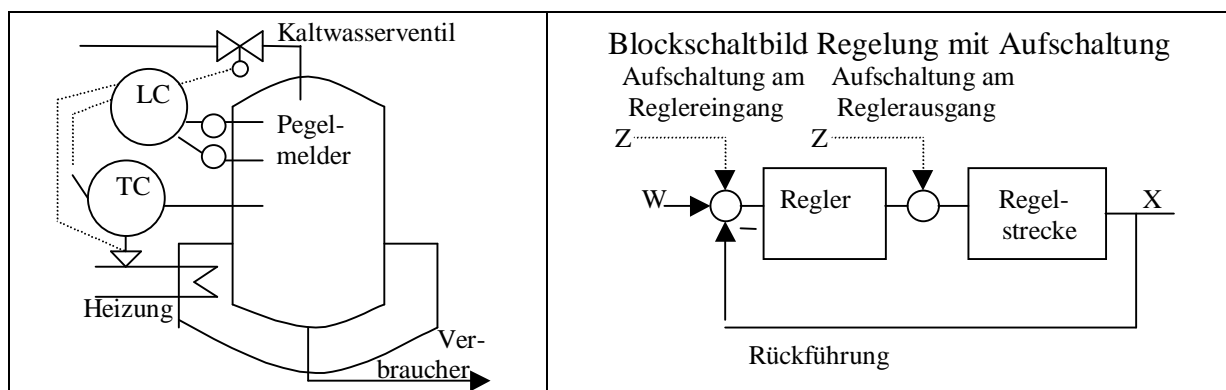 Kaltwasserventil
LC
Pegel-
melder
TC
Heizung
Ver-
braucher
Blockschaltbild Regelung mit Aufschaltung
Aufschaltung am
Reglereingang
Aufschaltung am
Reglerausgang
Z
Z
W
Regler
Regel-
strecke
X
Rückführung